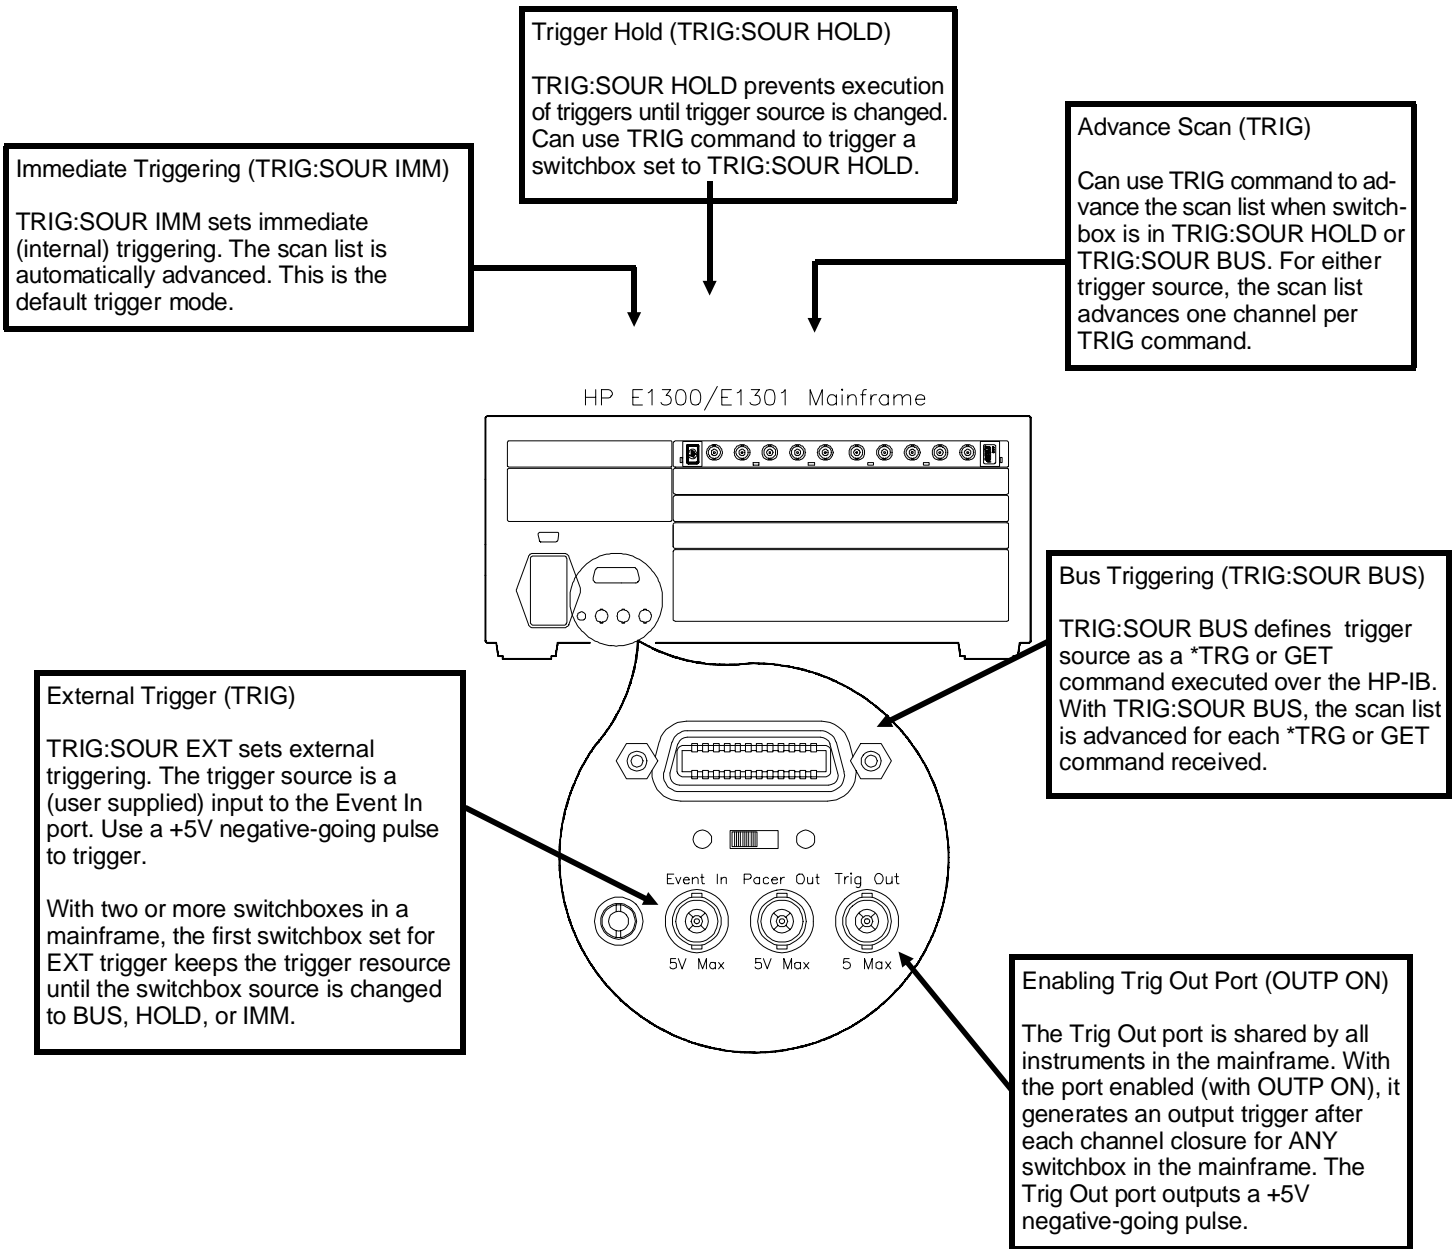 Trigger Hold (TRIG:SOUR HOLD)
TRIG:SOUR HOLD prevents execution
of triggers until trigger source is changed.
Can use TRIG command to trigger a
switchbox set to TRIG:SOUR HOLD.
Immediate Triggering (TRIG:SOUR IMM)
TRIG:SOUR IMM sets immediate
(internal) triggering. The scan list is
automatically advanced. This is the
default trigger mode.
Advance Scan (TRIG)
Can use TRIG command to ad-
vance the scan list when switch-
box is in TRIG:SOUR HOLD or
TRIG:SOUR BUS. For either
trigger source, the scan list
advances one channel per
TRIG command.
HP E1300/E1301 Mainframe
Bus Triggering (TRIG:SOUR BUS)
TRIG:SOUR BUS defines trigger
source as a *TRG or GET
command executed over the HP-IB.
With TRIG:SOUR BUS, the scan list
is advanced for each *TRG or GET
command received.
External Trigger (TRIG)
TRIG:SOUR EXT sets external
triggering. The trigger source is a
(user supplied) input to the Event In
port. Use a +5V negative-going pulse
to trigger.
With two or more switchboxes in a
mainframe, the first switchbox set for
EXT trigger keeps the trigger resource
until the switchbox source is changed
to BUS, HOLD, or IMM.
Event In Pacer Out Trig Out
5V Max 5V Max 5 Max
Enabling Trig Out Port (OUTP ON)
The Trig Out port is shared by all
instruments in the mainframe. With
the port enabled (with OUTP ON), it
generates an output trigger after
each channel closure for ANY
switchbox in the mainframe. The
Trig Out port outputs a +5V
negative-going pulse.